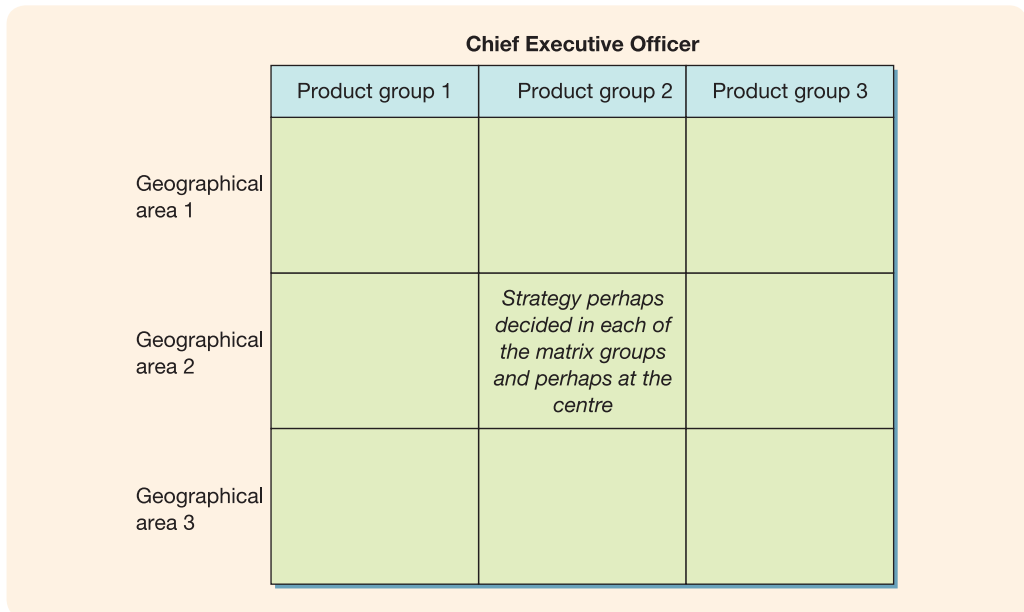 Chief Executive Officer
Product group 1
Product group 2
Product group 3
Geographical
area 1
Geographical
area 2
Strategy perhaps
decided in each of
the matrix groups
and perhaps at the
centre
Geographical
area 3